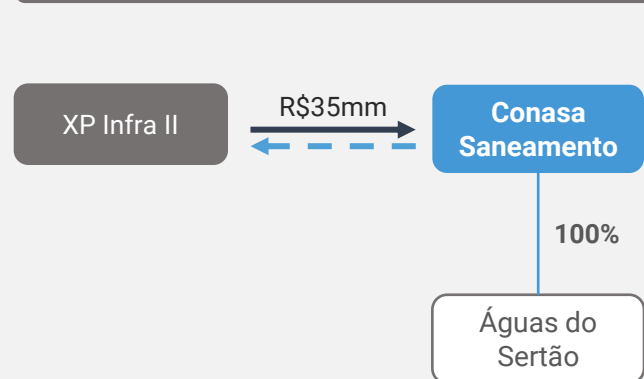 XP Infra II
R$35mm
Conasa
Saneamento
100%
Águas do
Sertão